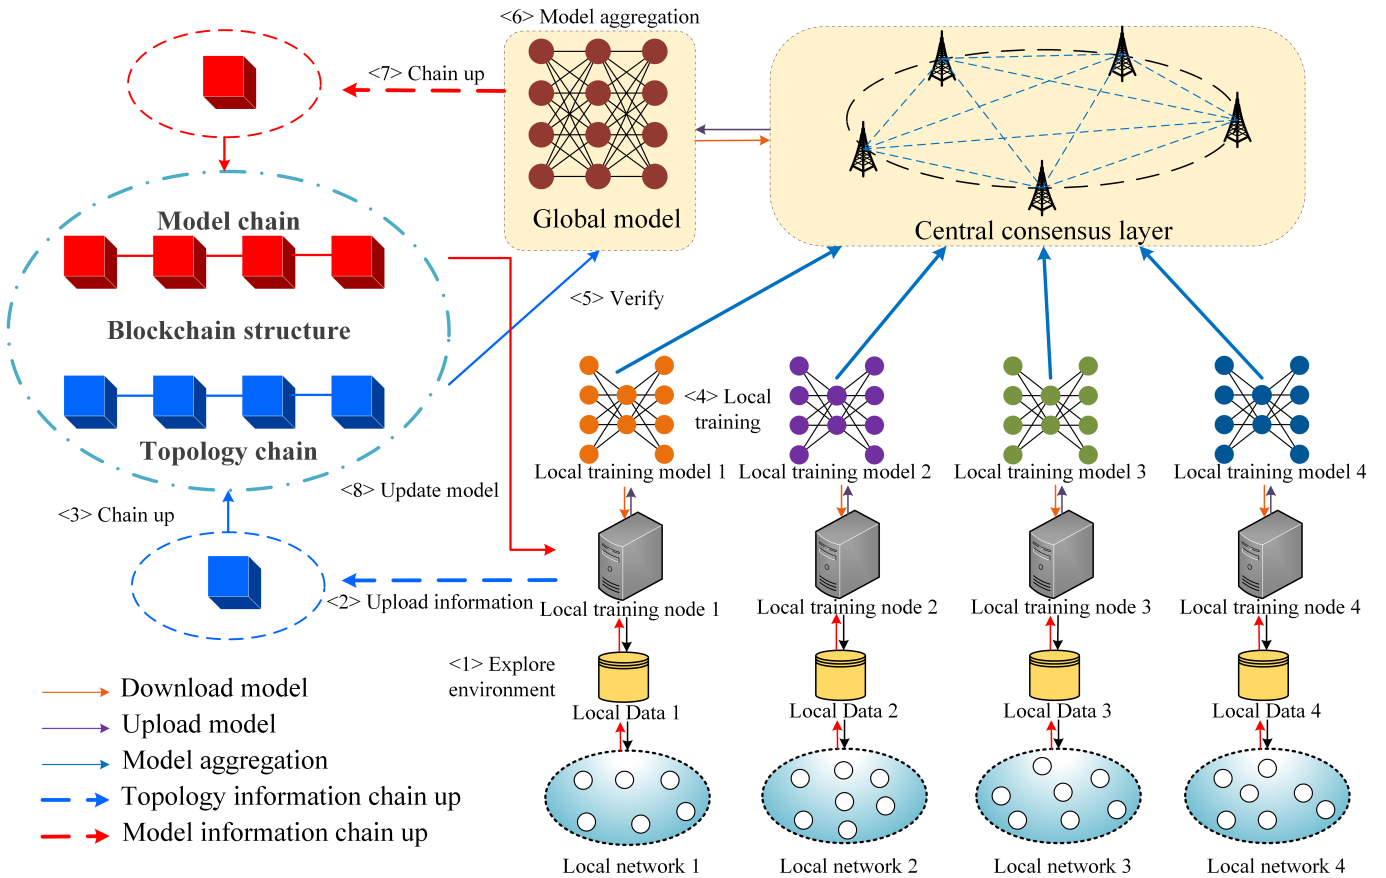 <6> Model aggregation
<7> Chain up
Global model
Central consensus layer
Model chain
Blockchain structure
Topology chain
<5> Verify
<4> Local
training
Local training model 1
Local training model 2
Local training model 3
Local training model 4
<8> Update model
<3> Chain up
<2> Upload information
Local training node 1
Local training node 2
Local training node 3
Local training node 4
<1> Explore
environment
Local Data 1
Local Data 2
Local Data 3
Local Data 4
Download model
Upload model
Model aggregation
Topology information chain up
Model information chain up
Local network 1
Local network 2
Local network 3
Local network 4